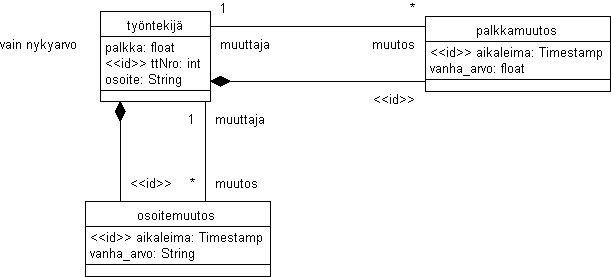 1 *
työntekijä
palkkamuutos
vain nykyarvo
palkka: float
<<id>> ttNro: int
osoite: String
muuttaja
muutos
<<id>> aikaleima: Timestamp
vanha_arvo: float
<<id>>
1 muuttaja
<<id>> * muutos
osoitemuutos
<<id>> aikaleima: Timestamp
vanha_arvo: String